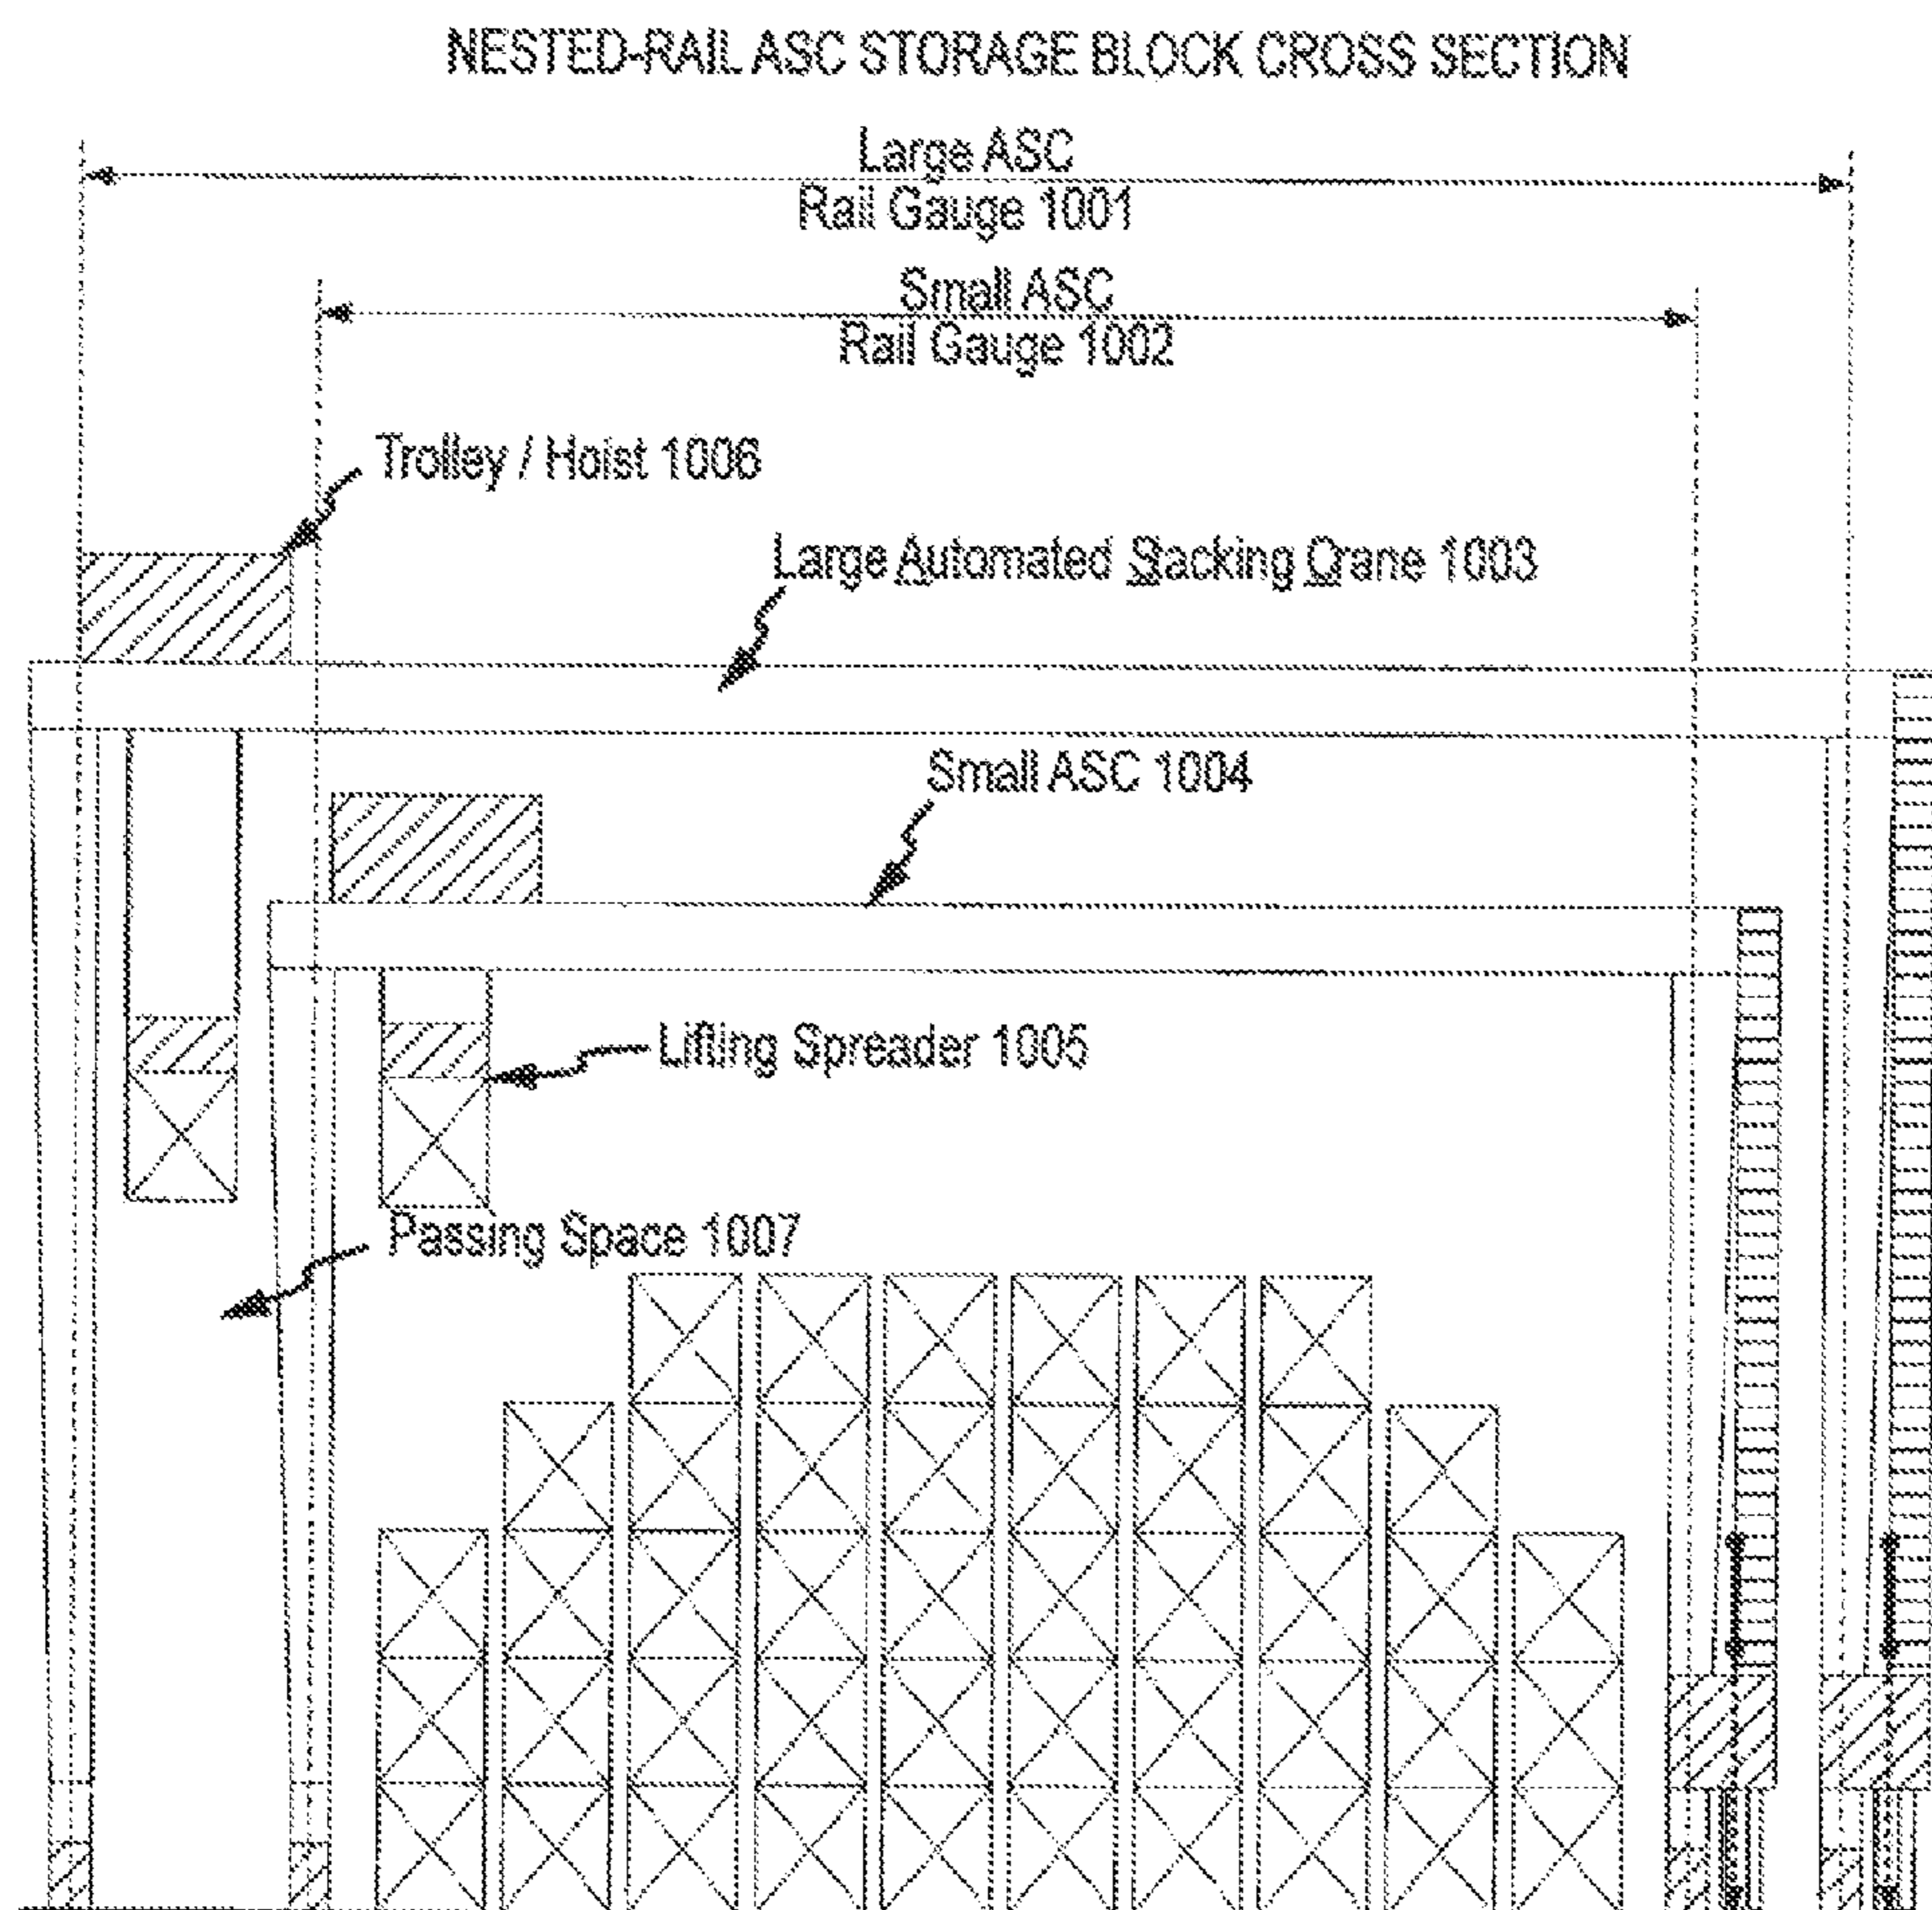 NESTED-RAIL ASC STORAGE BLOCK CROSS SECTION
Large ASC
Rail Gauge 1001
Small ASC
Rail Gauge 1002
Trolley / Hoist 1006
Large Automated Stacking Crane 1003
Small ASC 1004
Lifting Spreader 1005
Passing Space 1007